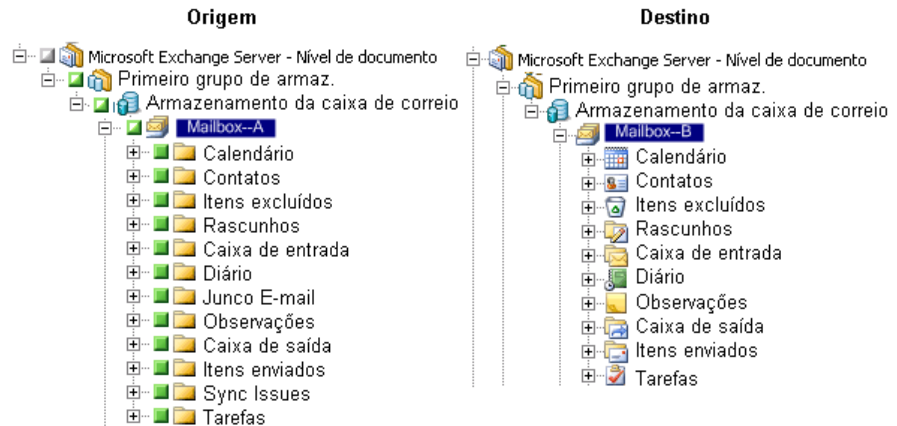 Origem
Microsoft Exchange Server - Nível de documento
Primeiro grupo de armaz.
Armazenamento da caixa de correio
Mailbox--A
Calendário
Contatos
Itens excluídos
Rascunhos
Caixa de entrada
Diário
Junco E-mail
Observações
Caixa de saída
Itens enviados
Sync Issues
Tarefas
Destino
Microsoft Exchange Server - Nível de documento
Primeiro grupo de armaz.
Armazenamento da caixa de correio
Mailbox--B
Calendário
Contatos
Itens excluídos
Rascunhos
Caixa de entrada
Diário
Observações
Caixa de saída
Itens enviados
Tarefas